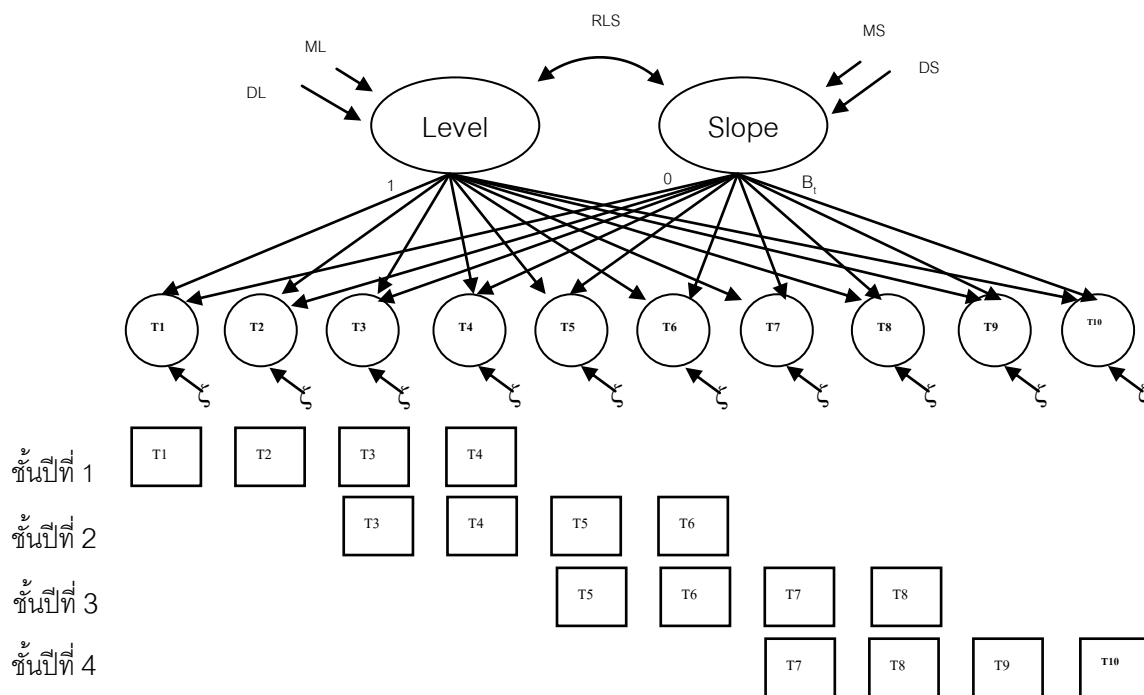 RLS
ML MS
DL DS
Level Slope
1 0 Bt
T1 T2 T3 T4 T5 T6 T7 T8 T9 T10
ζ ζ ζ ζ ζ ζ ζ ζ ζ ζ
ชั้นปีที่ 1 T1 T2 T3 T4
ชั้นปีที่ 2 T3 T4 T5 T6
ชั้นปีที่ 3 T5 T6 T7 T8
ชั้นปีที่ 4 T7 T8 T9 T10